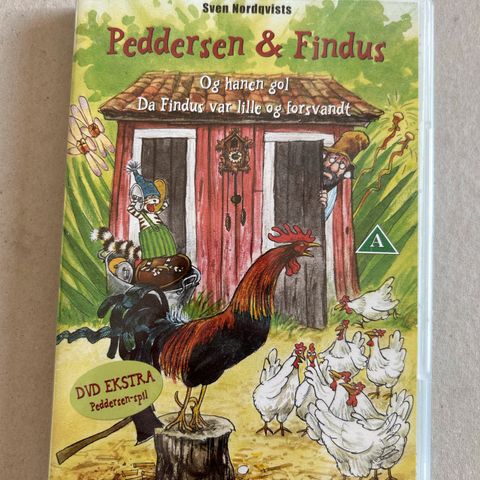 Sven Nordqvists
Peddersen & Findus
Og hanen gol
Da Findus var lille og forsvandt
A
DVD EKSTRA
Peddersen-spil